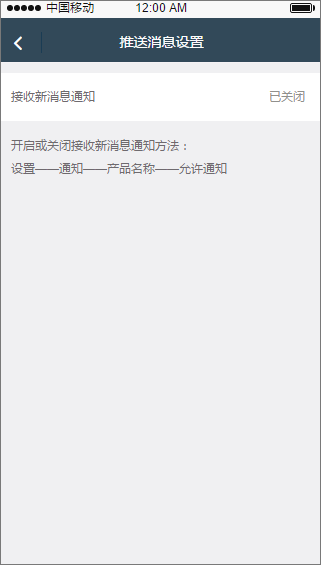 中国移动 12:00 AM
推送消息设置
接收新消息通知 已关闭
开启或关闭接收新消息通知方法：
设置——通知——产品名称——允许通知